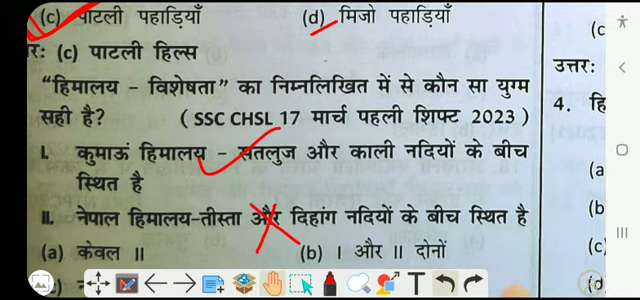 (c) पाटली पहाड़ियाँ (d) मिजो पहाड़ियाँ
रः (c) पाटली हिल्स
“हिमालय – विशेषता” का निम्नलिखित में से कौन सा युग्म
सही है? ( SSC CHSL 17 मार्च पहली शिफ्ट 2023 )
I. कुमाऊं हिमालय – सतलुज और काली नदियों के बीच
स्थित है
II. नेपाल हिमालय-तीस्ता और दिहांग नदियों के बीच स्थित है
(a) केवल II (b) I और II दोनों
(c
उत्तरः
4. हि
(a
(b
(c)
(d)
T